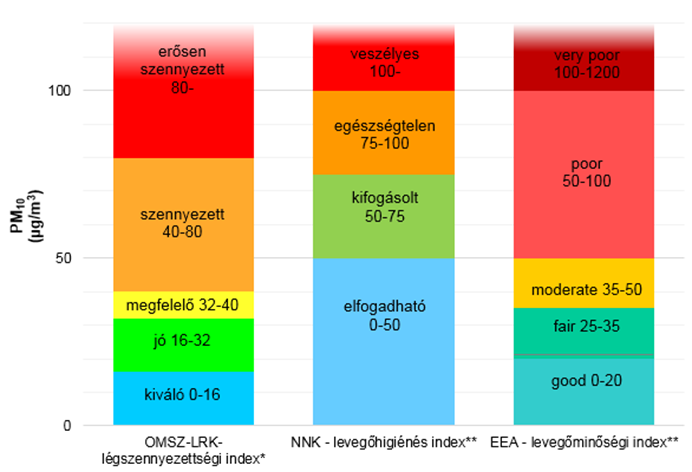 erősen
szennyezett
80-
szennyezett
40-80
megfelelő 32-40
jó 16-32
kiváló 0-16
veszélyes
100-
egészségtelen
75-100
kifogásolt
50-75
elfogadható
0-50
very poor
100-1200
poor
50-100
moderate 35-50
fair 25-35
good 0-20
100
50
0
PM10
(µg/m³)
OMSZ-LRK-
légszennyezettségi index*
NNK - levegőhigiénés index**
EEA - levegőminőségi index**